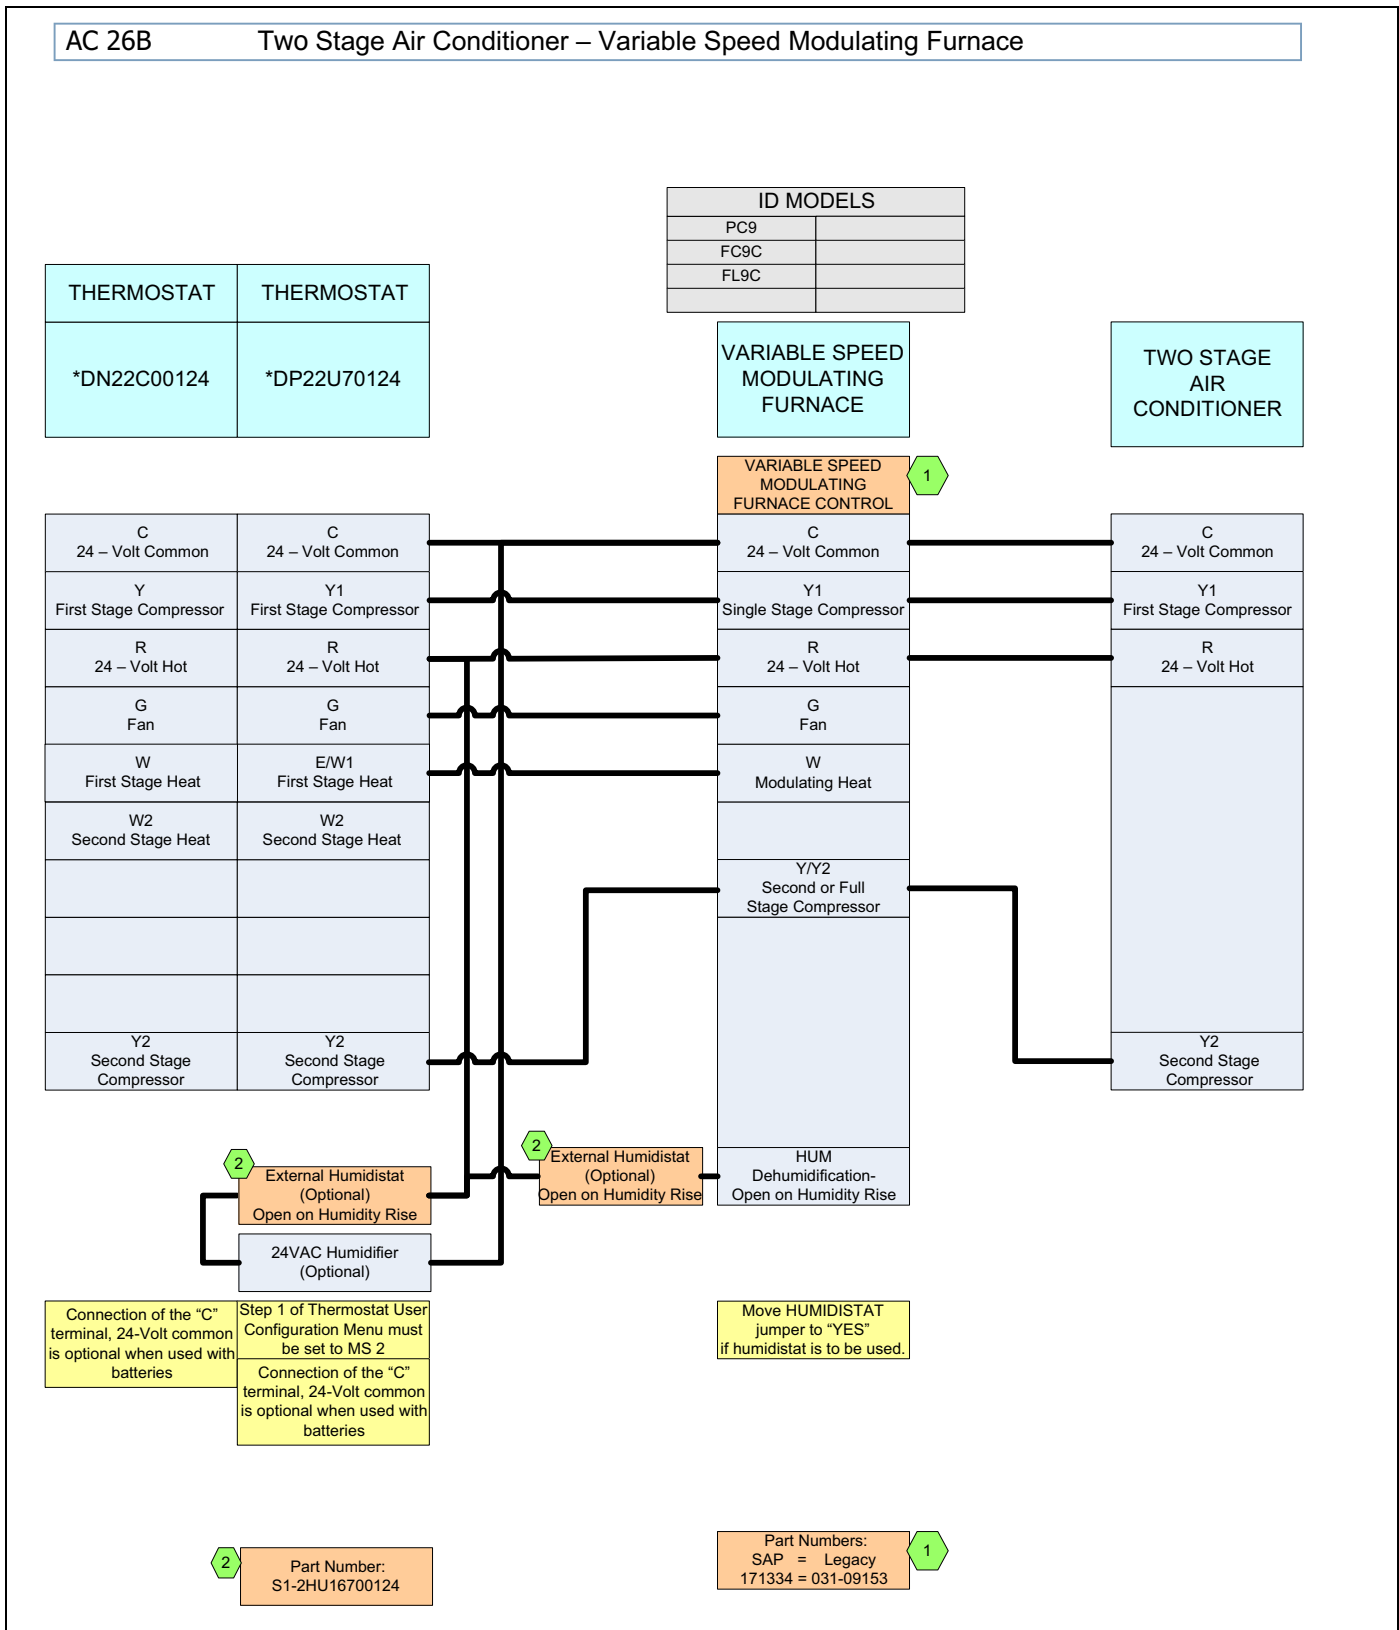 AC 26B Two Stage Air Conditioner – Variable Speed Modulating Furnace
ID MODELS
PC9
FC9C
FL9C
THERMOSTAT
THERMOSTAT
*DN22C00124
*DP22U70124
VARIABLE SPEED
MODULATING
FURNACE
TWO STAGE
AIR
CONDITIONER
VARIABLE SPEED
MODULATING
FURNACE CONTROL
1
C
24 – Volt Common
C
24 – Volt Common
C
24 – Volt Common
C
24 – Volt Common
Y
First Stage Compressor
Y1
First Stage Compressor
Y1
Single Stage Compressor
Y1
First Stage Compressor
R
24 – Volt Hot
R
24 – Volt Hot
R
24 – Volt Hot
R
24 – Volt Hot
G
Fan
G
Fan
G
Fan
W
First Stage Heat
E/W1
First Stage Heat
W
Modulating Heat
W2
Second Stage Heat
W2
Second Stage Heat
Y/Y2
Second or Full
Stage Compressor
Y2
Second Stage
Compressor
Y2
Second Stage
Compressor
Y2
Second Stage
Compressor
2
External Humidistat
(Optional)
Open on Humidity Rise
2
External Humidistat
(Optional)
Open on Humidity Rise
HUM
Dehumidification-
Open on Humidity Rise
24VAC Humidifier
(Optional)
Connection of the “C”
terminal, 24-Volt common
is optional when used with
batteries
Step 1 of Thermostat User
Configuration Menu must
be set to MS 2
Connection of the “C”
terminal, 24-Volt common
is optional when used with
batteries
Move HUMIDISTAT
jumper to “YES”
if humidistat is to be used.
2
Part Number:
S1-2HU16700124
Part Numbers:
SAP = Legacy
171334 = 031-09153
1